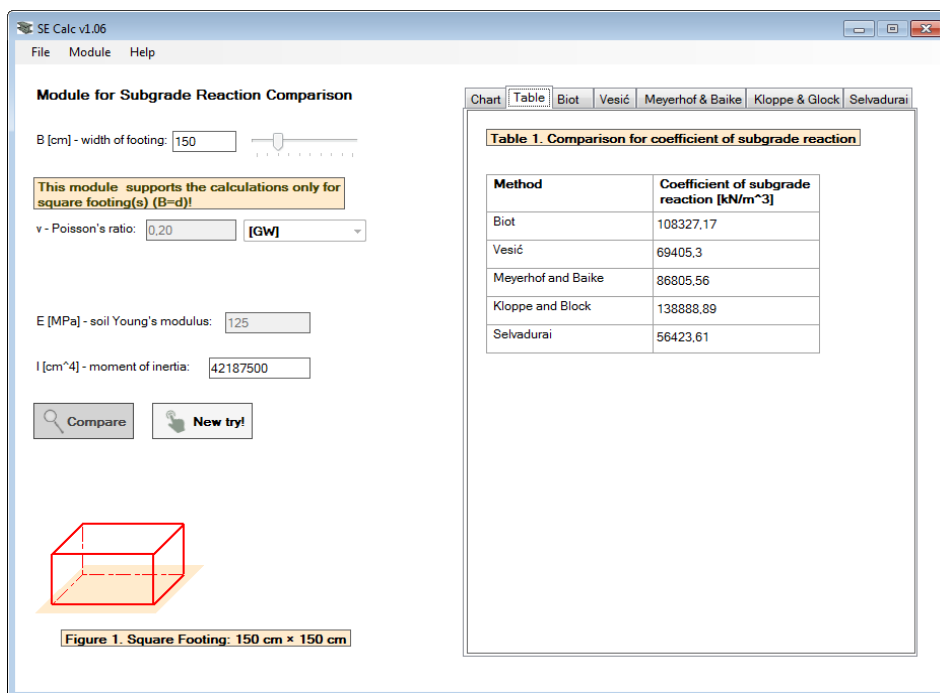 SE Calc v1.06
File Module Help
Module for Subgrade Reaction Comparison
B [cm] - width of footing: 150
This module supports the calculations only for
square footing(s) (B=d)!
v - Poisson's ratio: 0,20 [GW]
E [MPa] - soil Young's modulus: 125
I [cm^4] - moment of inertia: 42187500
Compare New try!
Figure 1. Square Footing: 150 cm × 150 cm
Chart Table Biot Vesić Meyerhof & Baike Kloppe & Glock Selvadurai
Table 1. Comparison for coefficient of subgrade reaction
Method Coefficient of subgrade
reaction [kN/m^3]
Biot 108327,17
Vesić 69405,3
Meyerhof and Baike 86805,56
Kloppe and Block 138888,89
Selvadurai 56423,61